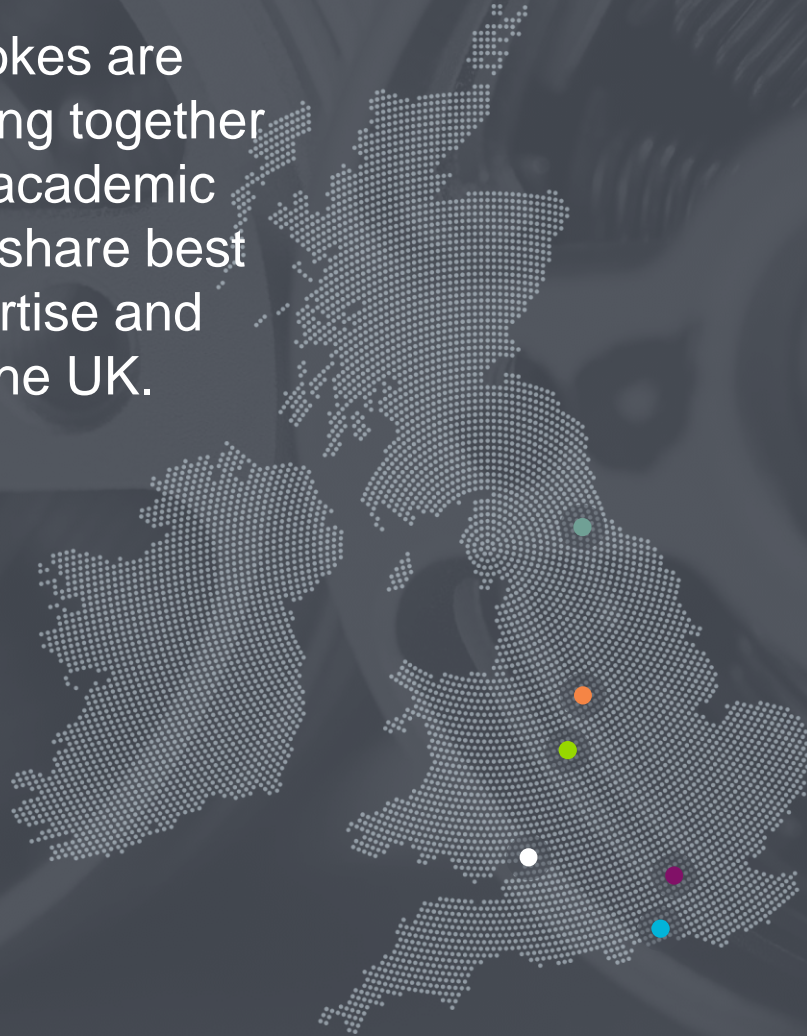 okes are
ng together
academic
share best
rtise and
he UK.